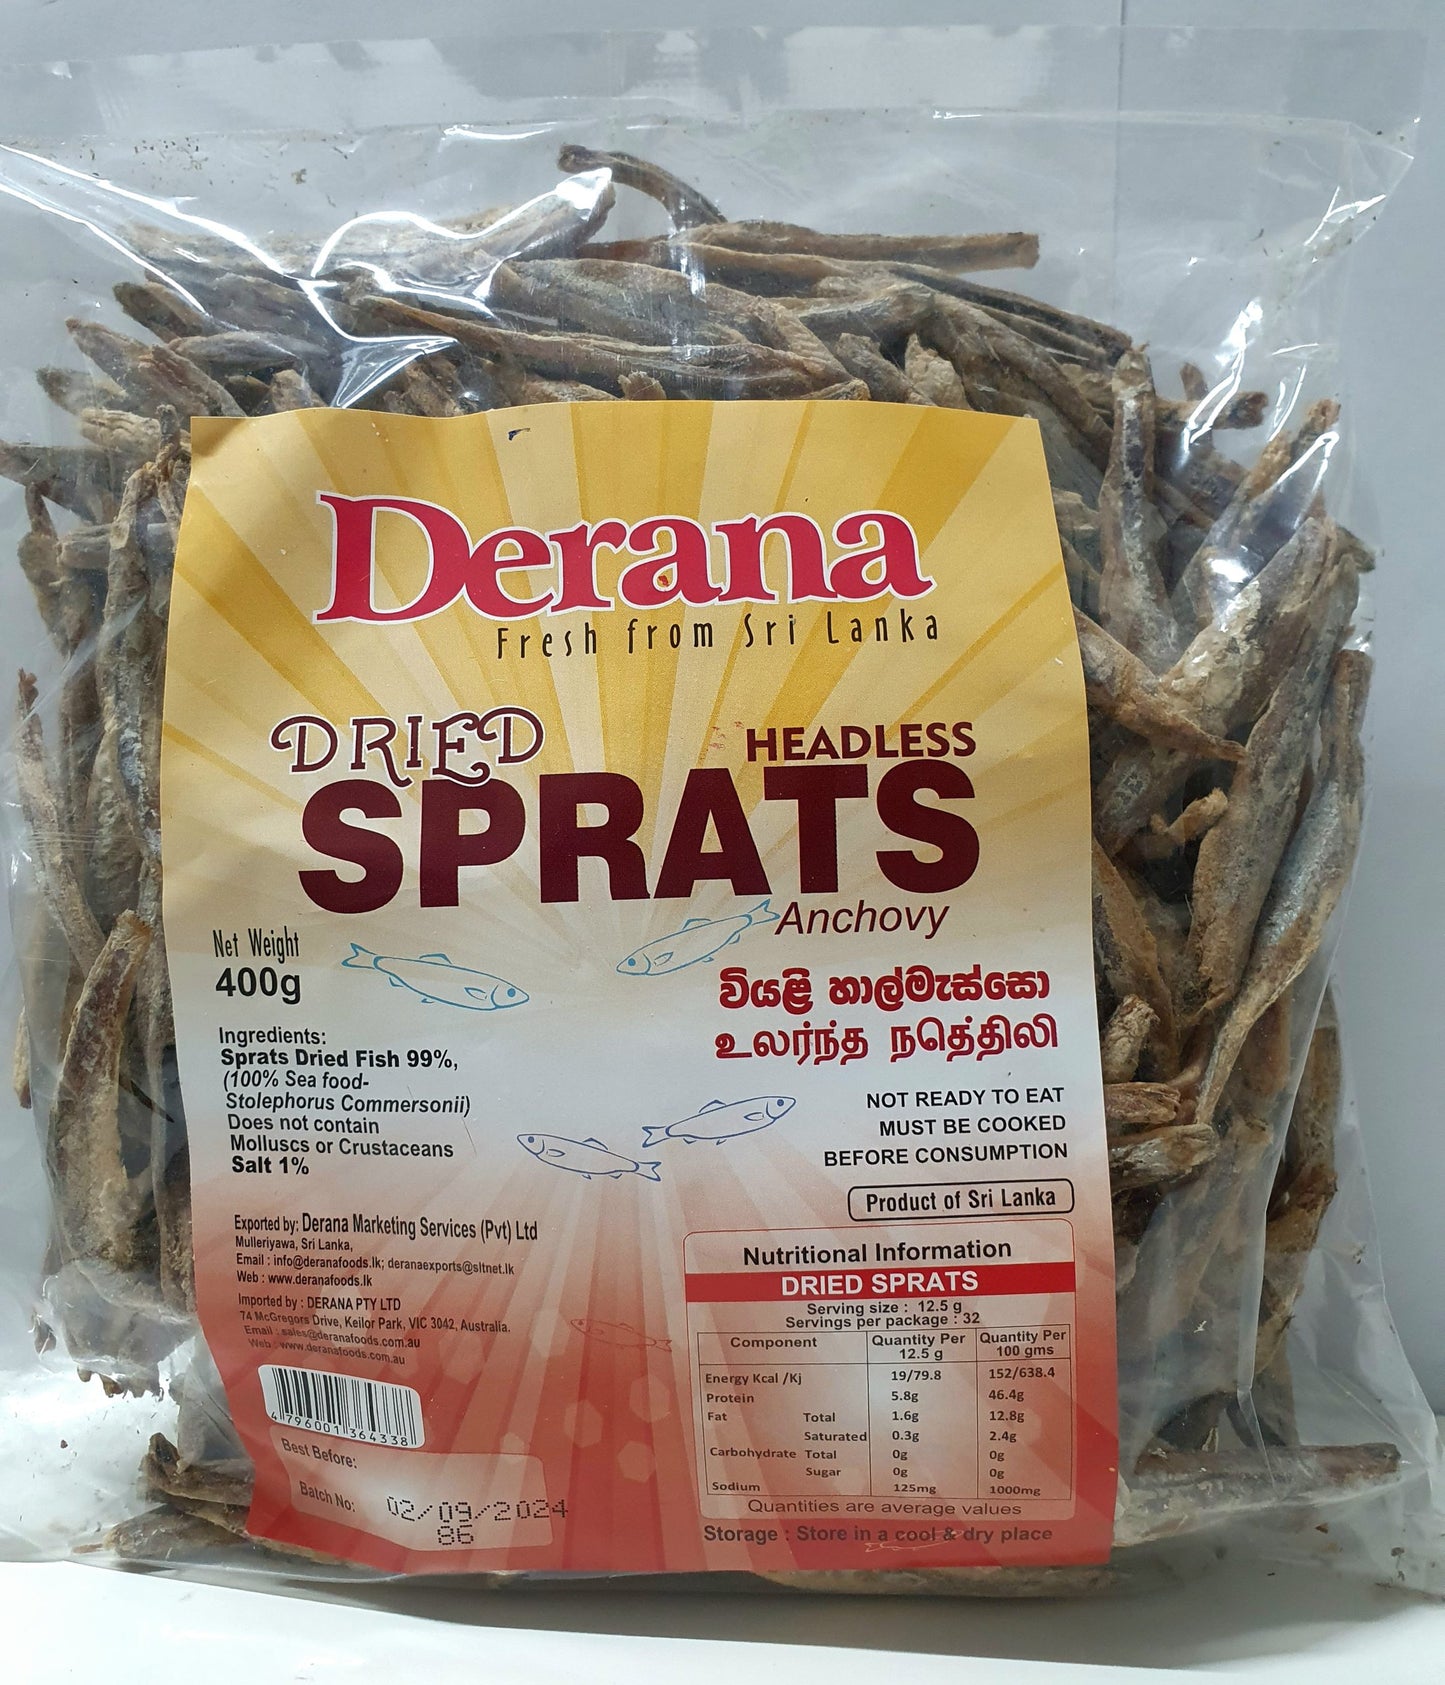 Derana
Fresh from Sri Lanka
DRIED
HEADLESS
SPRATS
Anchovy
Net Weight
400g
වියළි හාල්මැස්සෝ
உலர்ந்த நெத்திலி
Ingredients:
Sprats Dried Fish 99%,
(100% Sea food-
Stolephorus Commersonii)
Does not contain
Molluscs or Crustaceans
Salt 1%
NOT READY TO EAT
MUST BE COOKED
BEFORE CONSUMPTION
Product of Sri Lanka
Exported by: Derana Marketing Services (Pvt) Ltd
Mulleriyawa, Sri Lanka,
Email : info@deranafoods.lk; deranaexports@sltnet.lk
Web : www.deranafoods.lk
Imported by : DERANA PTY LTD
74 McGregors Drive, Keilor Park, VIC 3042, Australia.
Email : sales@deranafoods.com.au
Web : www.deranafoods.com.au
4 796001 364338
Best Before:
Batch No:
02/09/2024
86
Nutritional Information
DRIED SPRATS
Serving size : 12.5 g
Servings per package : 32
Component Quantity Per 12.5 g Quantity Per 100 gms
Energy Kcal /Kj 19/79.8 152/638.4
Protein 5.8g 46.4g
Fat Total 1.6g 12.8g
Saturated 0.3g 2.4g
Carbohydrate Total 0g 0g
Sugar 0g 0g
Sodium 125mg 1000mg
Quantities are average values
Storage : Store in a cool & dry place